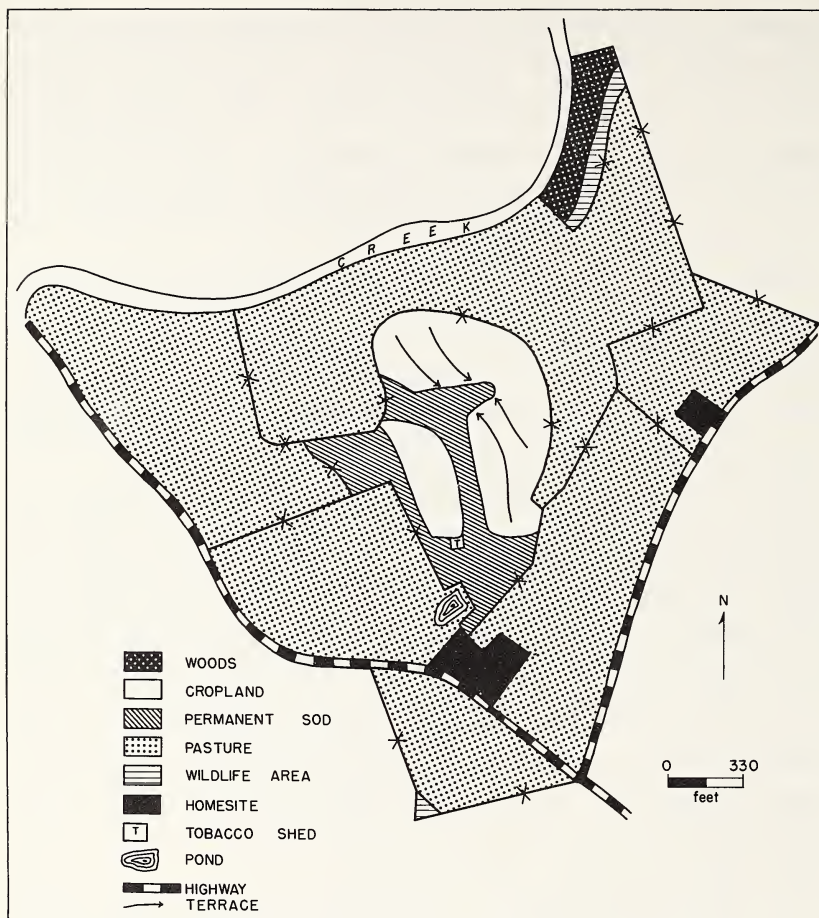 CREEK
T
N
WOODS
CROPLAND
PERMANENT SOD
PASTURE
WILDLIFE AREA
HOMESITE
T TOBACCO SHED
POND
HIGHWAY
TERRACE
0 330
feet